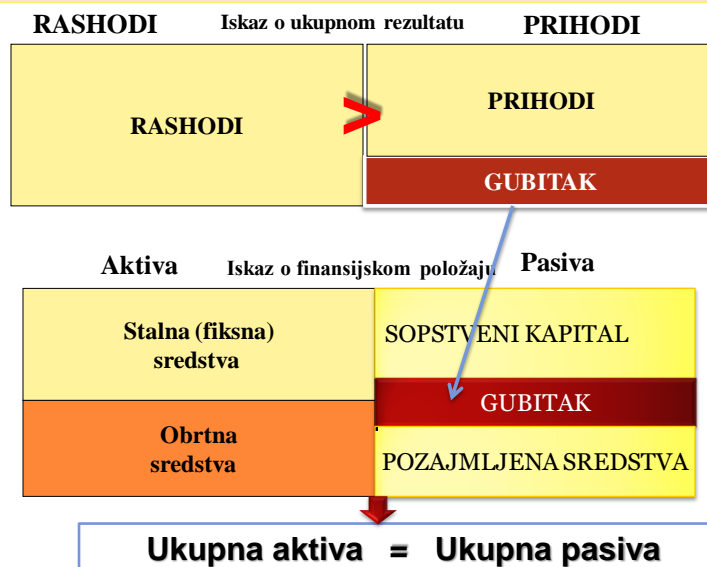 RASHODI Iskaz o ukupnom rezultatu PRIHODI
RASHODI > PRIHODI
GUBITAK
Aktiva Iskaz o finansijskom položaju Pasiva
Stalna (fiksna)
sredstva
SOPSTVENI KAPITAL
GUBITAK
Obrtna
sredstva
POZAJMLJENA SREDSTVA
Ukupna aktiva = Ukupna pasiva